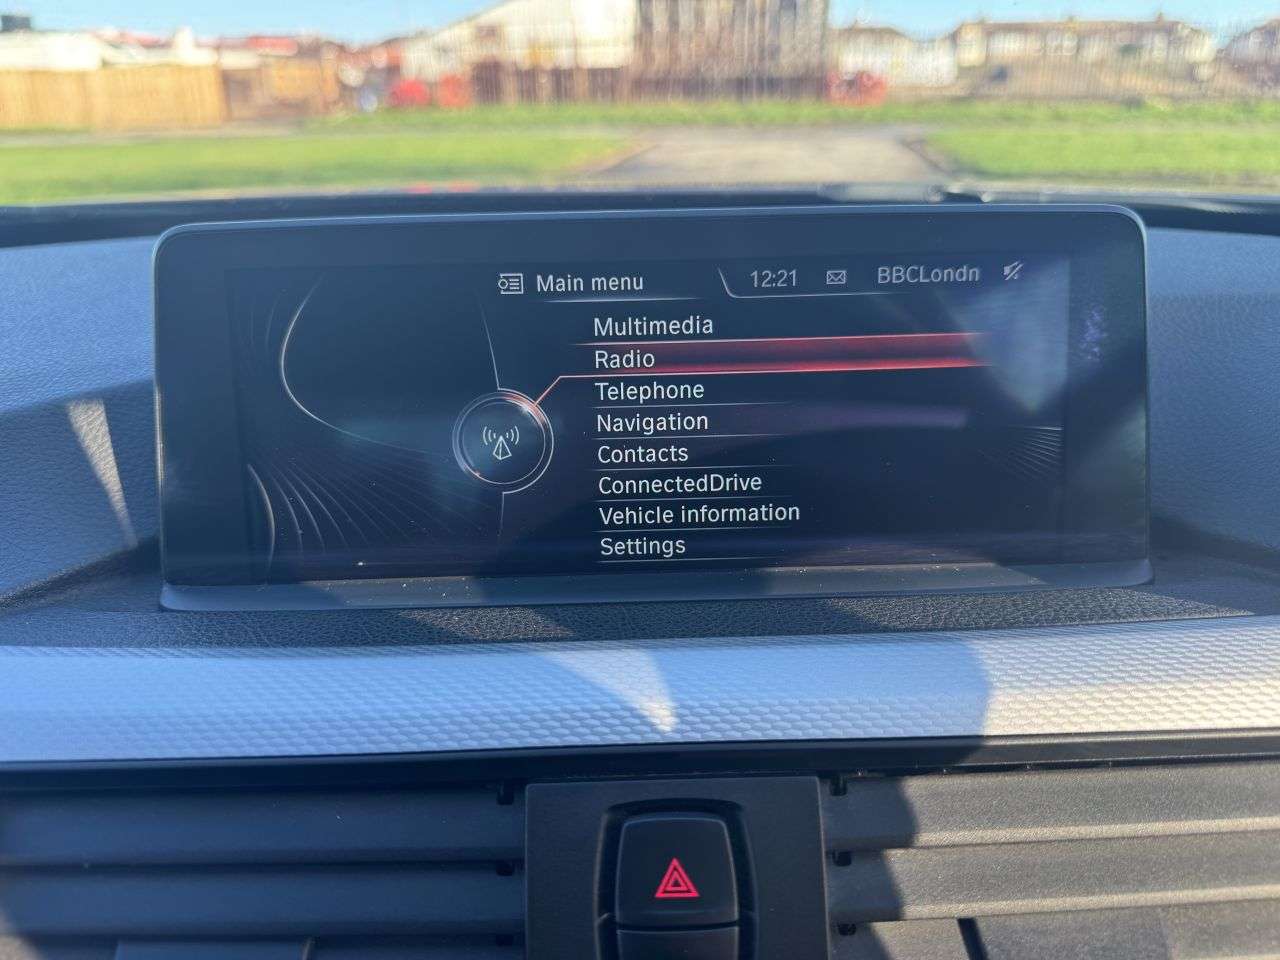 Main menu 12:21 BBCLondn
Multimedia
Radio
Telephone
Navigation
Contacts
ConnectedDrive
Vehicle information
Settings